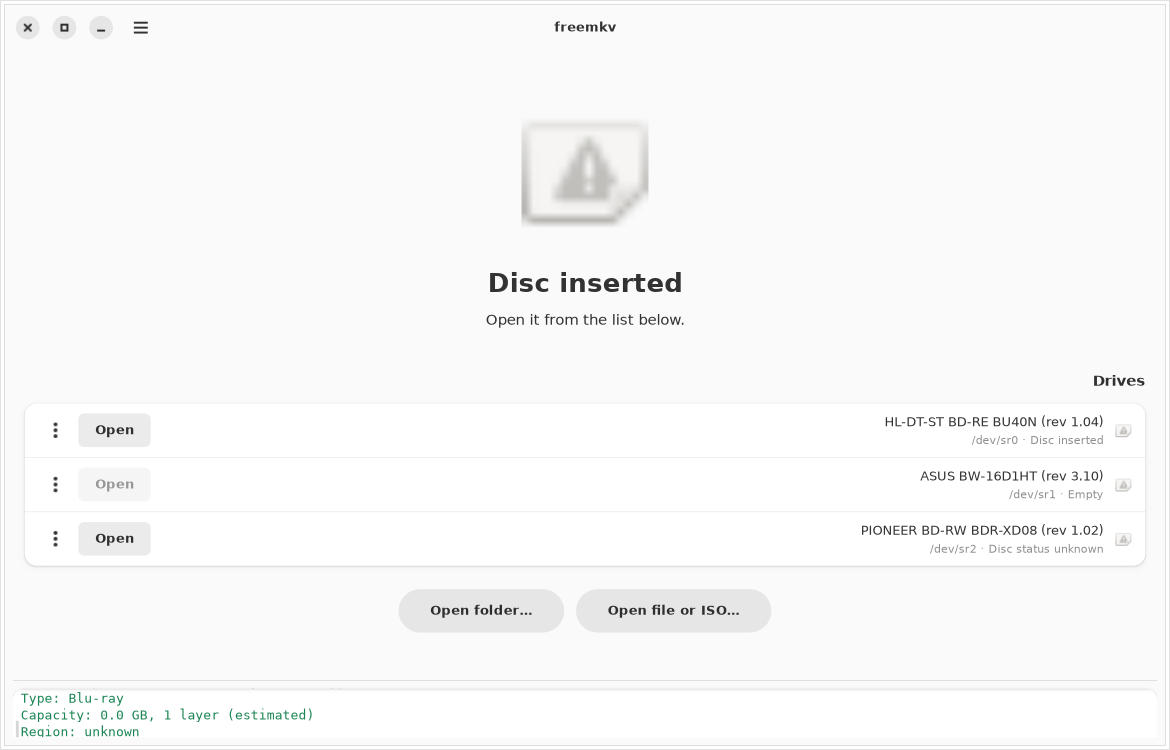 freemkv
Disc inserted
Open it from the list below.
Drives
Open
HL-DT-ST BD-RE BU40N (rev 1.04)
/dev/sr0 · Disc inserted
Open
ASUS BW-16D1HT (rev 3.10)
/dev/sr1 · Empty
Open
PIONEER BD-RW BDR-XD08 (rev 1.02)
/dev/sr2 · Disc status unknown
Open folder...
Open file or ISO...
Type: Blu-ray
Capacity: 0.0 GB, 1 layer (estimated)
Region: unknown